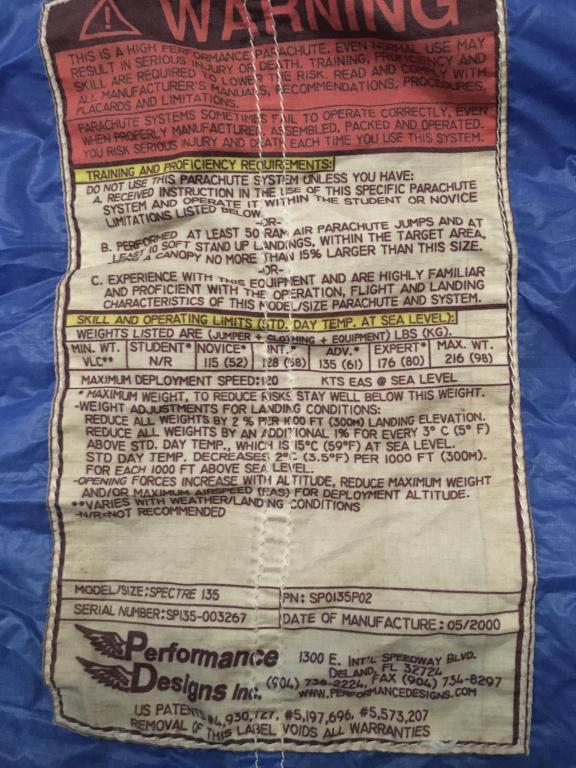 WARNING
THIS IS A HIGH PERFORMANCE PARACHUTE. EVEN NORMAL USE MAY
RESULT IN SERIOUS INJURY OR DEATH. TRAINING, PROFICIENCY AND
SKILL ARE REQUIRED TO LOWER THE RISK. READ AND COMPLY WITH
ALL MANUFACTURER'S MANUALS, RECOMMENDATIONS, PROCEDURES,
PLACARDS AND LIMITATIONS.
PARACHUTE SYSTEMS SOMETIMES FAIL TO OPERATE CORRECTLY, EVEN
WHEN PROPERLY MANUFACTURED, ASSEMBLED, PACKED AND OPERATED.
YOU RISK SERIOUS INJURY AND DEATH EACH TIME YOU USE THIS SYSTEM.
TRAINING AND PROFICIENCY REQUIREMENTS:
DO NOT USE THIS PARACHUTE SYSTEM UNLESS YOU HAVE:
A. RECEIVED INSTRUCTION IN THE USE OF THIS SPECIFIC PARACHUTE
SYSTEM AND OPERATE IT WITHIN THE STUDENT OR NOVICE
LIMITATIONS LISTED BELOW.
-OR-
B. PERFORMED AT LEAST 50 RAM AIR PARACHUTE JUMPS AND AT
LEAST 10 SOFT STAND UP LANDINGS, WITHIN THE TARGET AREA,
A CANOPY NO MORE THAN 15% LARGER THAN THIS SIZE.
-OR-
C. EXPERIENCE WITH THIS EQUIPMENT AND ARE HIGHLY FAMILIAR
AND PROFICIENT WITH THE OPERATION, FLIGHT AND LANDING
CHARACTERISTICS OF THIS MODEL/SIZE PARACHUTE AND SYSTEM.
SKILL AND OPERATING LIMITS (STD. DAY TEMP. AT SEA LEVEL):
WEIGHTS LISTED ARE (JUMPER + CLOTHING + EQUIPMENT) LBS (KG).
MIN. WT. STUDENT* NOVICE* INT.* ADV.* EXPERT* MAX. WT.
VLC** N/R 115 (52) 128 (58) 135 (61) 176 (80) 216 (98)
MAXIMUM DEPLOYMENT SPEED: 120 KTS EAS @ SEA LEVEL
* MAXIMUM WEIGHT, TO REDUCE RISKS STAY WELL BELOW THIS WEIGHT.
-WEIGHT ADJUSTMENTS FOR LANDING CONDITIONS:
REDUCE ALL WEIGHTS BY 2 % PER 1000 FT (300M) LANDING ELEVATION.
REDUCE ALL WEIGHTS BY AN ADDITIONAL 1% FOR EVERY 3° C (5° F)
ABOVE STD. DAY TEMP., WHICH IS 15°C (59°F) AT SEA LEVEL.
STD DAY TEMP. DECREASES 2°C (3.5°F) PER 1000 FT (300M).
FOR EACH 1000 FT ABOVE SEA LEVEL.
-OPENING FORCES INCREASE WITH ALTITUDE, REDUCE MAXIMUM WEIGHT
AND/OR MAXIMUM AIRSPEED (EAS) FOR DEPLOYMENT ALTITUDE.
**VARIES WITH WEATHER/LANDING CONDITIONS
-N/R=NOT RECOMMENDED
MODEL/SIZE: SPECTRE 135 PN: SP0135P02
SERIAL NUMBER: SP135-003267 DATE OF MANUFACTURE: 05/2000
Performance
Designs Inc.
1300 E. INT'L SPEEDWAY BLVD.
DELAND, FL 32724
(904) 738-2224, FAX (904) 734-8297
WWW.PERFORMANCEDESIGNS.COM
US PATENTS #4,930,727, #5,197,696, #5,573,207
REMOVAL OF THIS LABEL VOIDS ALL WARRANTIES